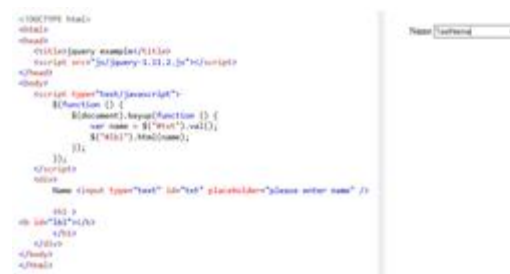 <!DOCTYPE html>
<html>
<head>
<title>jquery example</title>
<script src="js/jquery-1.11.2.js"></script>
</head>
<body>
<script type="text/javascript">
$(function () {
$(document).keyup(function () {
var name = $("#txt").val();
$("#lbl").html(name);
});
});
</script>
<div>
Name <input type="text" id="txt" placeholder="please enter name" />
<h1 >
<b id="lbl"></b>
</h1>
</div>
</body>
</html>
Name TestName